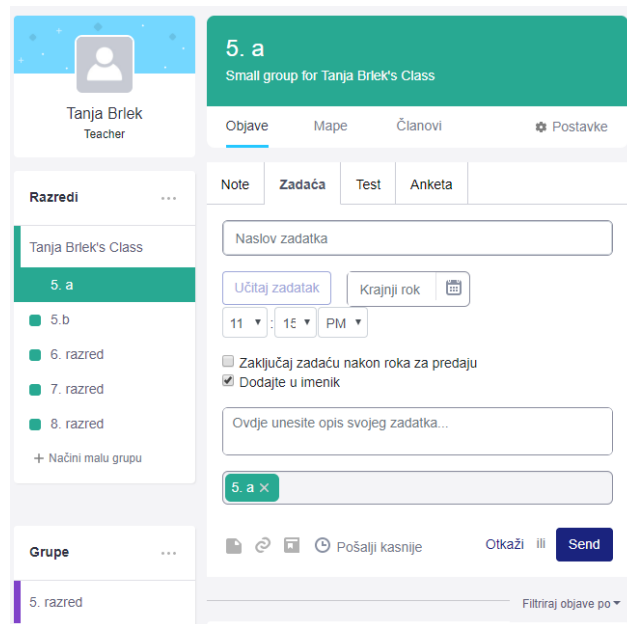 Tanja Brlek
Teacher
Razredi
Tanja Brlek's Class
5. a
5.b
6. razred
7. razred
8. razred
+ Načini malu grupu
Grupe
5. razred
5. a
Small group for Tanja Brlek's Class
Objave Mape Članovi Postavke
Note Zadaća Test Anketa
Naslov zadatka
Učitaj zadatak Krajnji rok
11 : 15 PM
Zaključaj zadaću nakon roka za predaju
Dodajte u imenik
Ovdje unesite opis svojeg zadatka...
5. a ×
Pošalji kasnije Otkaži ili Send
Filtriraj objave po